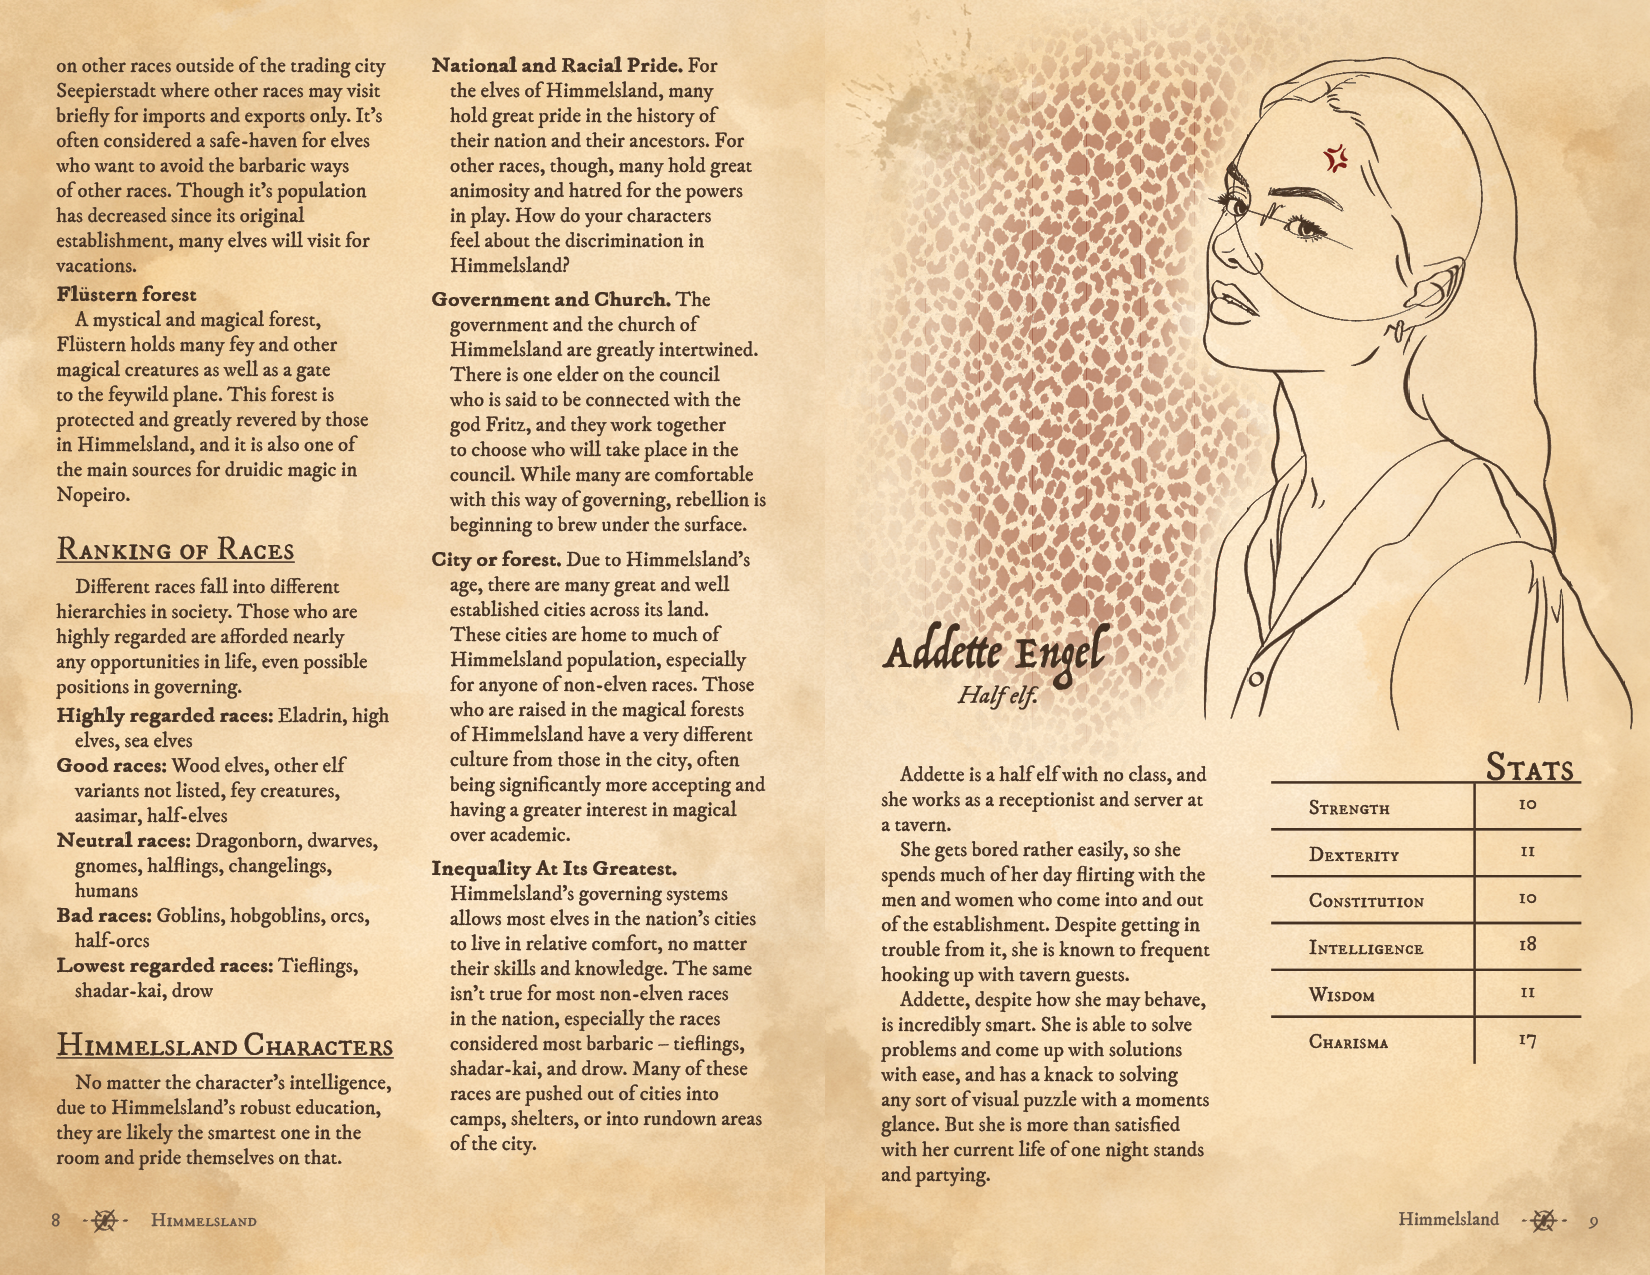 on other races outside of the trading city
Seepierstadt where other races may visit
briefly for imports and exports only. It's
often considered a safe-haven for elves
who want to avoid the barbaric ways
of other races. Though it's population
has decreased since its original
establishment, many elves will visit for
vacations.
Flüstern forest
A mystical and magical forest,
Flüstern holds many fey and other
magical creatures as well as a gate
to the feywild plane. This forest is
protected and greatly revered by those
in Himmelsland, and it is also one of
the main sources for druidic magic in
Nopeiro.
Ranking of Races
Different races fall into different
hierarchies in society. Those who are
highly regarded are afforded nearly
any opportunities in life, even possible
positions in governing.
Highly regarded races: Eladrin, high
elves, sea elves
Good races: Wood elves, other elf
variants not listed, fey creatures,
aasimar, half-elves
Neutral races: Dragonborn, dwarves,
gnomes, halflings, changelings,
humans
Bad races: Goblins, hobgoblins, orcs,
half-orcs
Lowest regarded races: Tieflings,
shadar-kai, drow
Himmelsland Characters
No matter the character's intelligence,
due to Himmelsland's robust education,
they are likely the smartest one in the
room and pride themselves on that.
National and Racial Pride. For
the elves of Himmelsland, many
hold great pride in the history of
their nation and their ancestors. For
other races, though, many hold great
animosity and hatred for the powers
in play. How do your characters
feel about the discrimination in
Himmelsland?
Government and Church. The
government and the church of
Himmelsland are greatly intertwined.
There is one elder on the council
who is said to be connected with the
god Fritz, and they work together
to choose who will take place in the
council. While many are comfortable
with this way of governing, rebellion is
beginning to brew under the surface.
City or forest. Due to Himmelsland's
age, there are many great and well
established cities across its land.
These cities are home to much of
Himmelsland population, especially
for anyone of non-elven races. Those
who are raised in the magical forests
of Himmelsland have a very different
culture from those in the city, often
being significantly more accepting and
having a greater interest in magical
over academic.
Inequality At Its Greatest.
Himmelsland's governing systems
allows most elves in the nation's cities
to live in relative comfort, no matter
their skills and knowledge. The same
isn't true for most non-elven races
in the nation, especially the races
considered most barbaric – tieflings,
shadar-kai, and drow. Many of these
races are pushed out of cities into
camps, shelters, or into rundown areas
of the city.
8 Himmelsland
Addette Engel
Half elf.
Addette is a half elf with no class, and
she works as a receptionist and server at
a tavern.
She gets bored rather easily, so she
spends much of her day flirting with the
men and women who come into and out
of the establishment. Despite getting in
trouble from it, she is known to frequent
hooking up with tavern guests.
Addette, despite how she may behave,
is incredibly smart. She is able to solve
problems and come up with solutions
with ease, and has a knack to solving
any sort of visual puzzle with a moments
glance. But she is more than satisfied
with her current life of one night stands
and partying.
Stats
Strength 10
Dexterity 11
Constitution 10
Intelligence 18
Wisdom 11
Charisma 17
Himmelsland 9